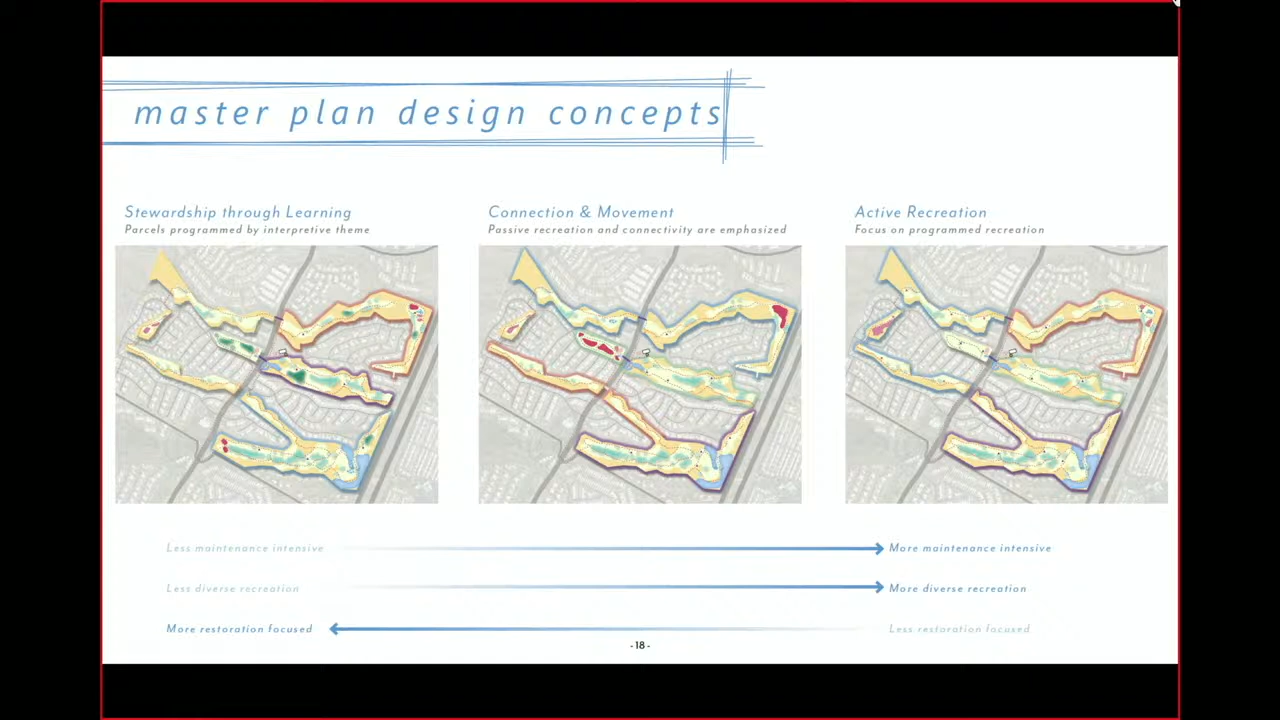 master plan design concepts
Stewardship through Learning
Parcels programmed by interpretive theme
Connection & Movement
Passive recreation and connectivity are emphasized
Active Recreation
Focus on programmed recreation
Less maintenance intensive
More maintenance intensive
Less diverse recreation
More diverse recreation
More restoration focused
Less restoration focused
- 18 -